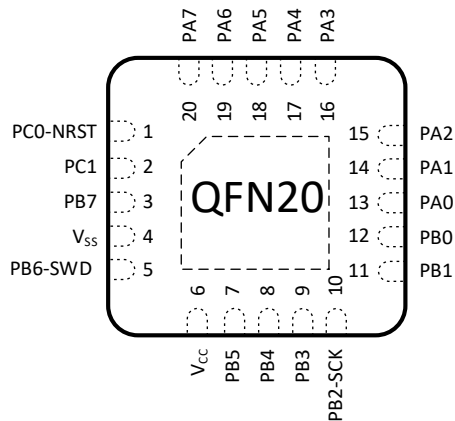 PA7
PA6
PA5
PA4
PA3
20
19
18
17
16
PC0-NRST 1
PC1 2
PB7 3
VSS 4
PB6-SWD 5
QFN20
15 PA2
14 PA1
13 PA0
12 PB0
11 PB1
6
7
8
9
10
VCC
PB5
PB4
PB3
PB2-SCK